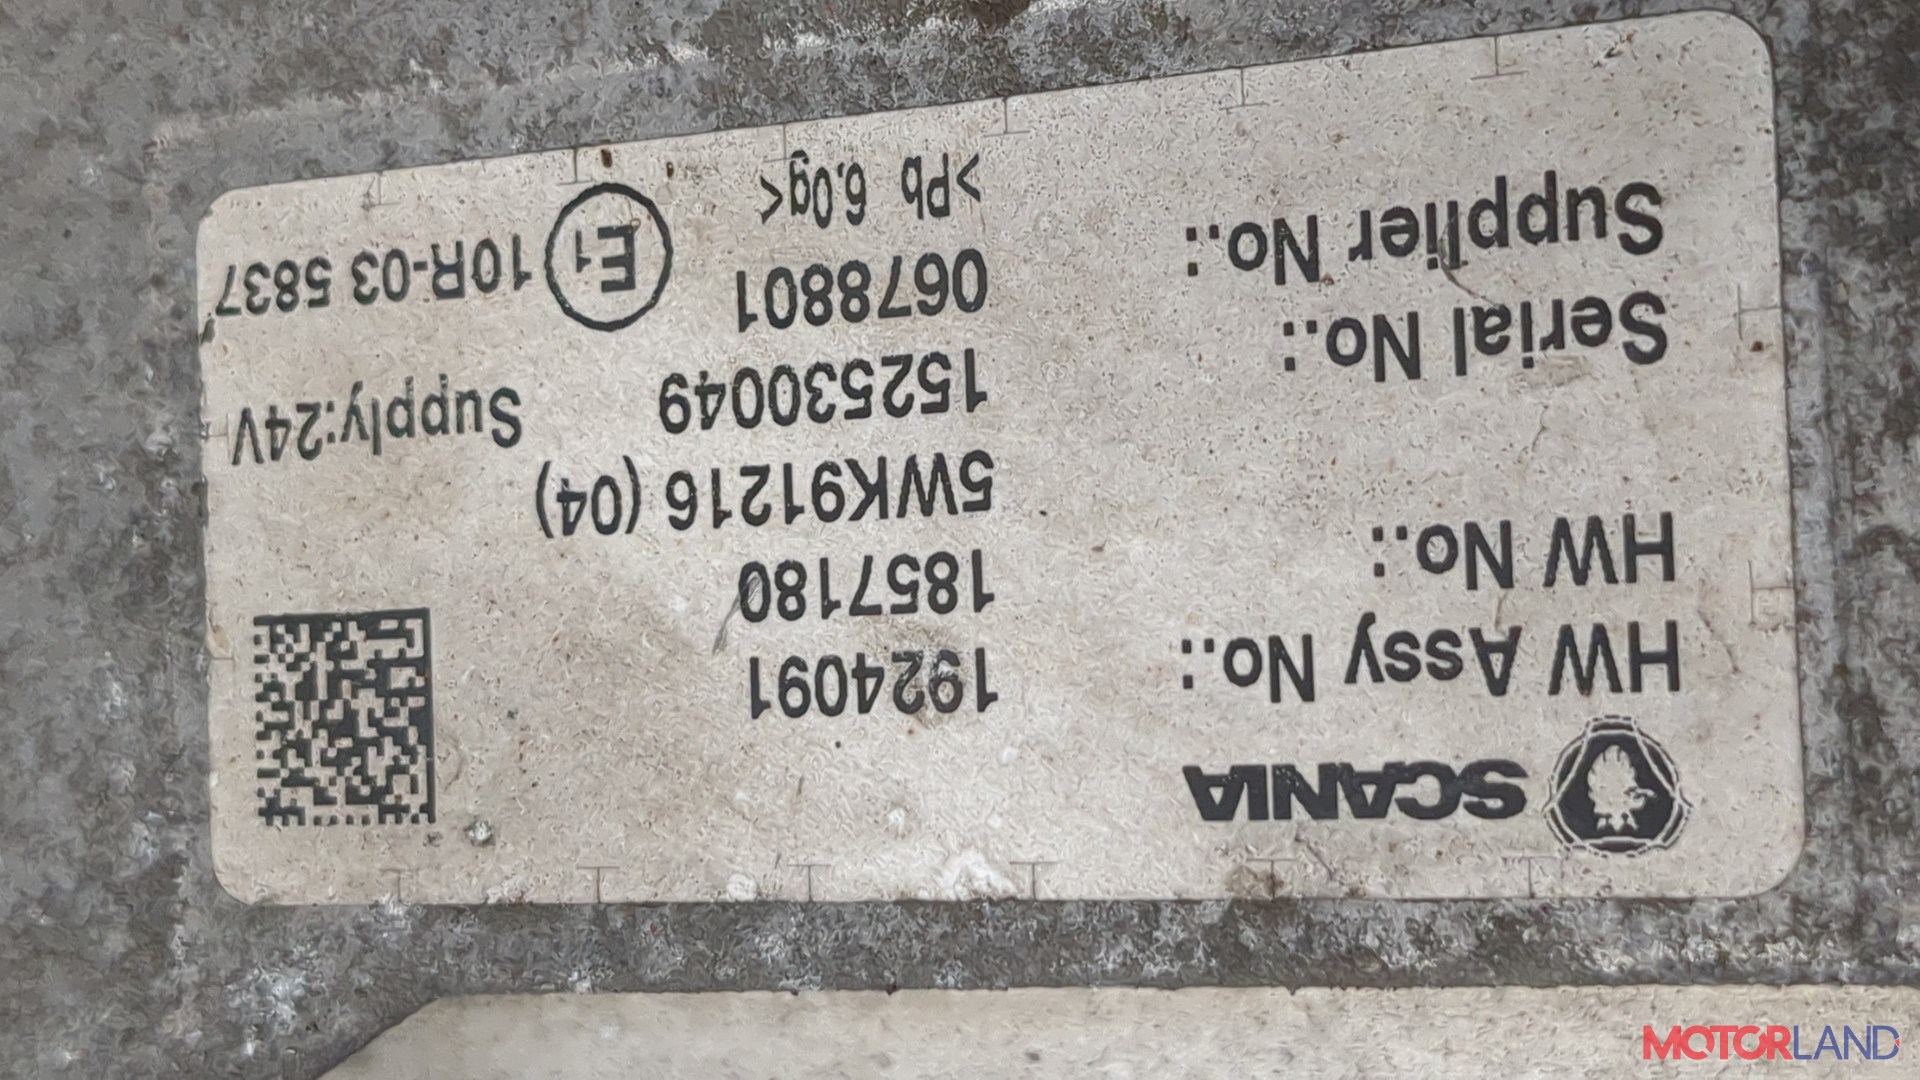 SCANIA
HW Assy No.: 1924091
HW No.: 1857180
5WK91216 (04)
Serial No.: 152530049 Supply:24V
Supplier No.: 0678801 E1 10R-03 5837
>Pb 6,0g<
MOTORLAND